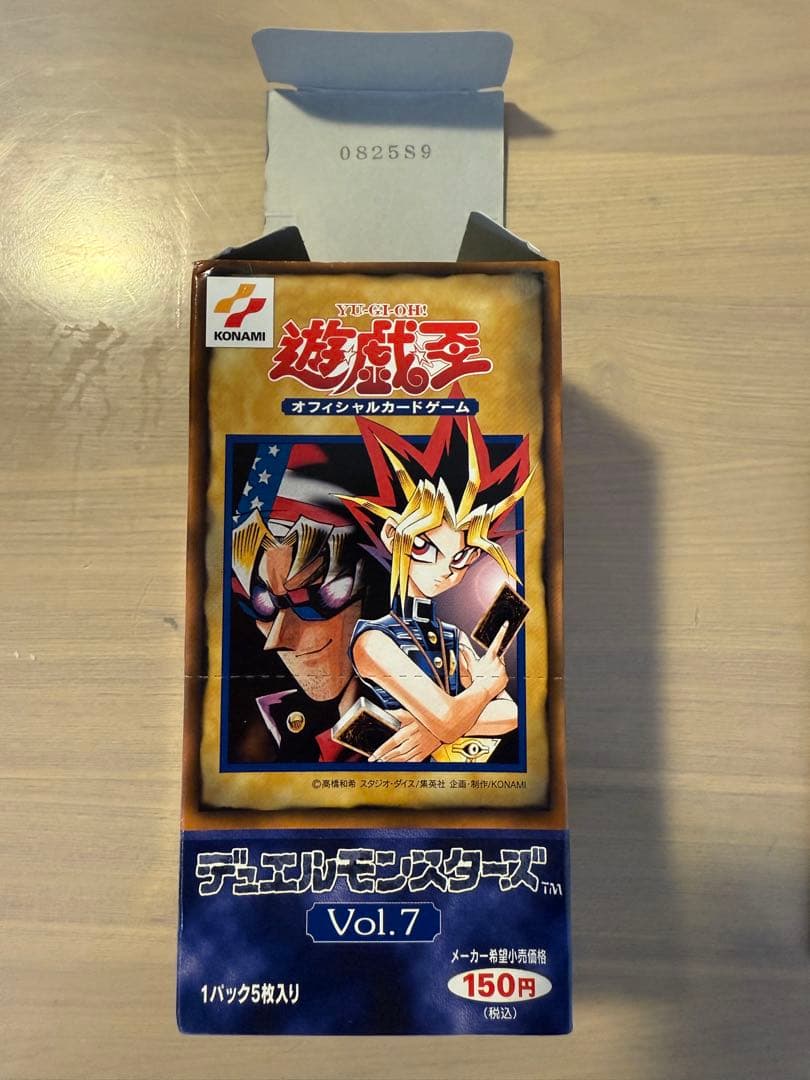 0825S9
KONAMI
YU-GI-OH!
遊☆戯☆王
オフィシャルカードゲーム
©高橋和希 スタジオ・ダイス/集英社 企画・制作/KONAMI
デュエルモンスターズ™
Vol.7
メーカー希望小売価格
1パック5枚入り
150円
(税込)